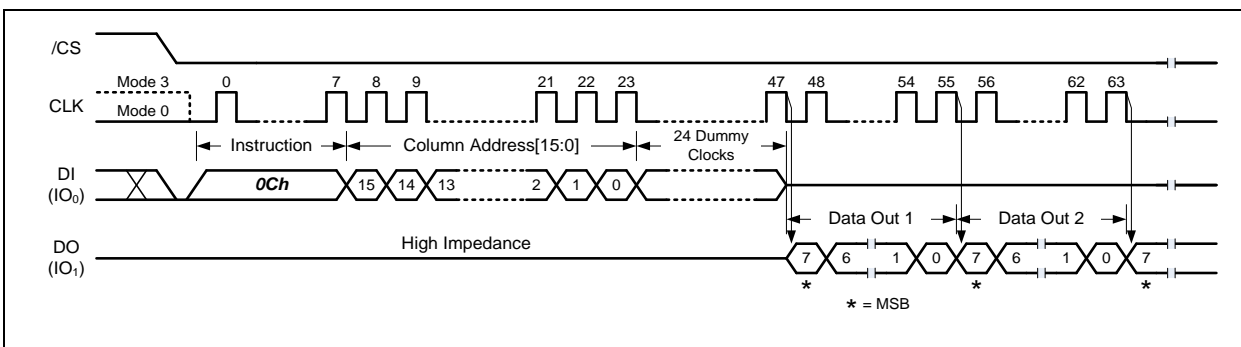 /CS
Mode 3 0 7 8 9 21 22 23 47 48 54 55 56 62 63
CLK
Mode 0
Instruction Column Address[15:0] 24 Dummy
Clocks
DI
(IO0)
0Ch 15 14 13 2 1 0
Data Out 1 Data Out 2
High Impedance
DO
(IO1)
7 6 1 0 7 6 1 0 7
* * *
* = MSB